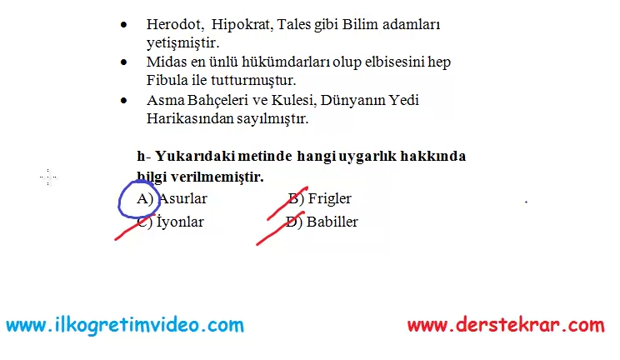 • Herodot, Hipokrat, Tales gibi Bilim adamları
yetişmiştir.
• Midas en ünlü hükümdarları olup elbisesini hep
Fibula ile tutturmuştur.
• Asma Bahçeleri ve Kulesi, Dünyanın Yedi
Harikasından sayılmıştır.
h- Yukarıdaki metinde hangi uygarlık hakkında
bilgi verilmemiştir.
A) Asurlar B) Frigler
C) İyonlar D) Babiller
www.ilkogretimvideo.com www.derstekrar.com